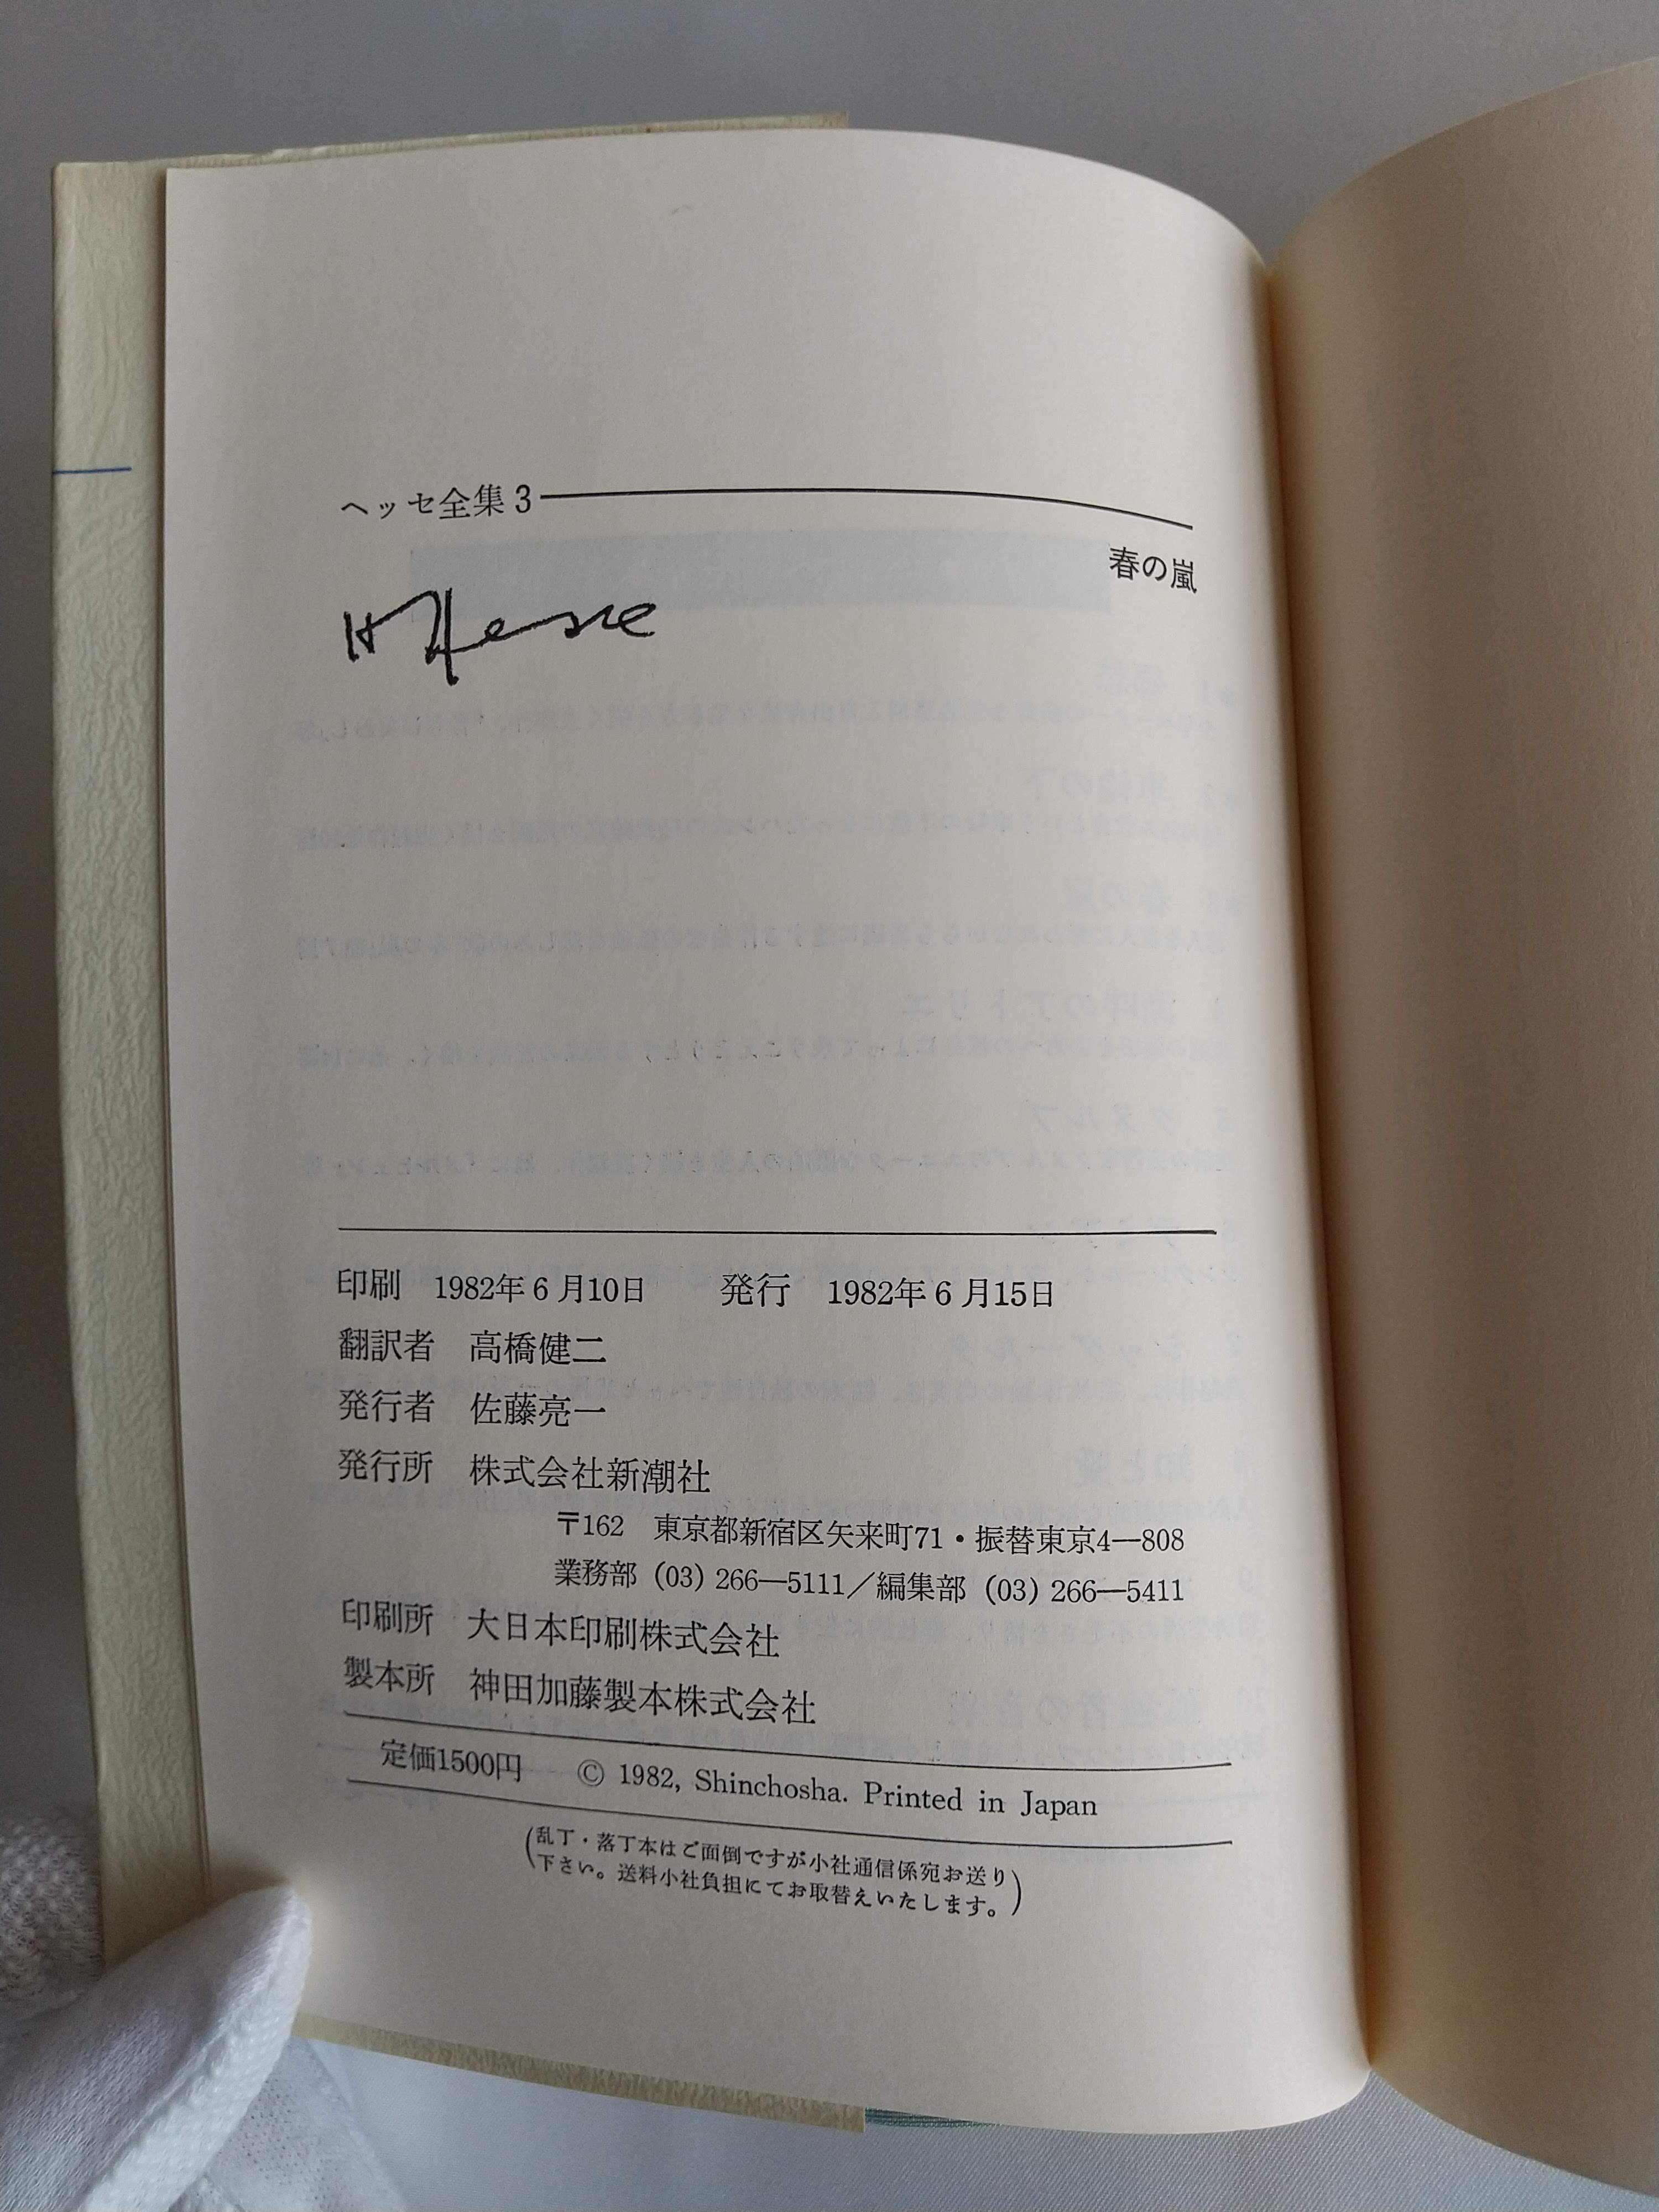 ヘッセ全集 3
春の嵐
H Hesse
印刷 1982年6月10日 発行 1982年6月15日
翻訳者 高橋健二
発行者 佐藤亮一
発行所 株式会社新潮社
〒162 東京都新宿区矢来町71・振替東京4—808
業務部 (03) 266—5111/編集部 (03) 266—5411
印刷所 大日本印刷株式会社
製本所 神田加藤製本株式会社
定価1500円 © 1982, Shinchosha. Printed in Japan
(乱丁・落丁本はご面倒ですが小社通信係宛お送り
下さい。送料小社負担にてお取替えいたします。)